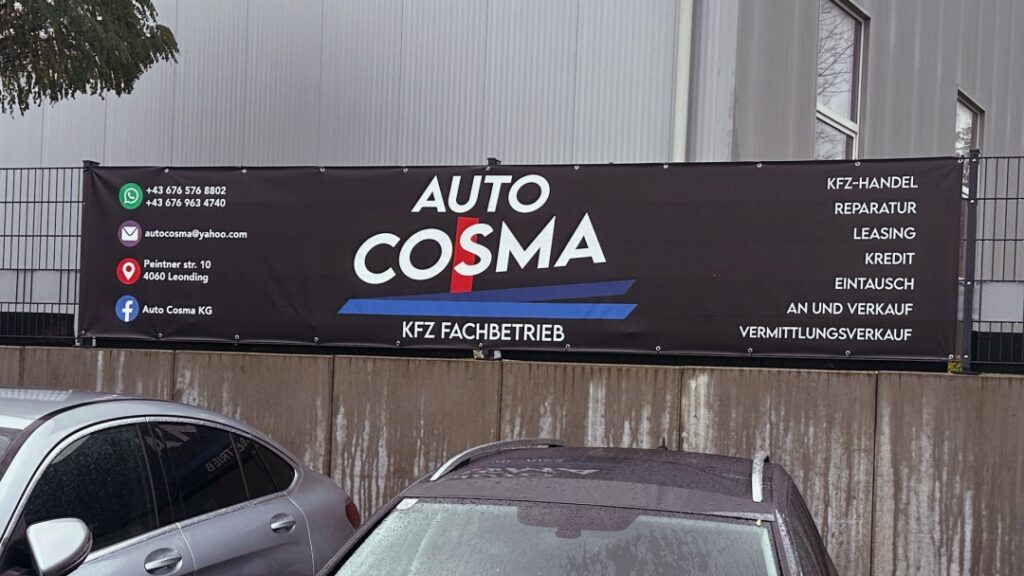 +43 676 576 8802
+43 676 963 4740
autocosma@yahoo.com
Peintner str. 10
4060 Leonding
Auto Cosma KG
AUTO
COSMA
KFZ FACHBETRIEB
KFZ-HANDEL
REPARATUR
LEASING
KREDIT
EINTAUSCH
AN UND VERKAUF
VERMITTLUNGSVERKAUF